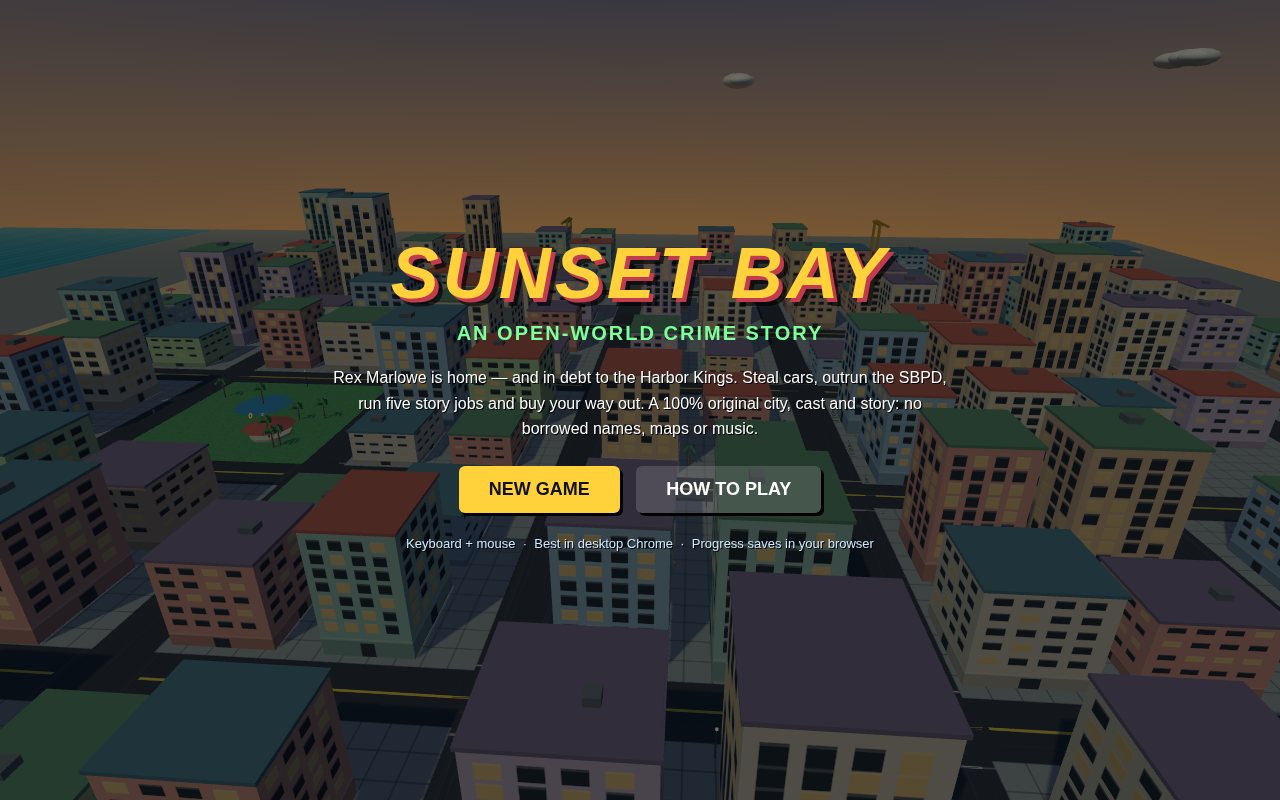 SUNSET BAY
AN OPEN-WORLD CRIME STORY
Rex Marlowe is home — and in debt to the Harbor Kings. Steal cars, outrun the SBPD,
run five story jobs and buy your way out. A 100% original city, cast and story: no
borrowed names, maps or music.
NEW GAME
HOW TO PLAY
Keyboard + mouse · Best in desktop Chrome · Progress saves in your browser